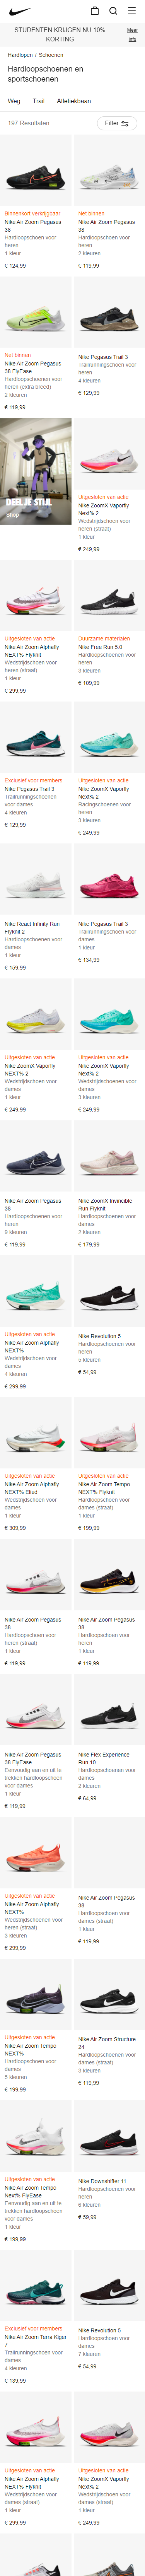 STUDENTEN KRIJGEN NU 10%
KORTING
Meer
info
Hardlopen / Schoenen
Hardloopschoenen en
sportschoenen
Weg Trail Atletiekbaan
197 Resultaten
Filter
Binnenkort verkrijgbaar
Nike Air Zoom Pegasus
38
Hardloopschoen voor
heren
1 kleur
€ 124,99
Net binnen
Nike Air Zoom Pegasus
38
Hardloopschoen voor
heren
2 kleuren
€ 119,99
Net binnen
Nike Air Zoom Pegasus
38 FlyEase
Hardloopschoenen voor
heren (extra breed)
2 kleuren
€ 119,99
Nike Pegasus Trail 3
Trailrunningschoen voor
heren
4 kleuren
€ 129,99
DEEL JE STIJL
Shop
Uitgesloten van actie
Nike ZoomX Vaporfly
Next% 2
Wedstrijdschoen voor
heren (straat)
1 kleur
€ 249,99
Uitgesloten van actie
Nike Air Zoom Alphafly
NEXT% Flyknit
Wedstrijdschoen voor
heren (straat)
1 kleur
€ 299,99
Duurzame materialen
Nike Free Run 5.0
Hardloopschoenen voor
heren
3 kleuren
€ 109,99
Exclusief voor members
Nike Pegasus Trail 3
Trailrunningschoenen
voor dames
4 kleuren
€ 129,99
Uitgesloten van actie
Nike ZoomX Vaporfly
Next% 2
Racingschoenen voor
heren
3 kleuren
€ 249,99
Nike React Infinity Run
Flyknit 2
Hardloopschoenen voor
dames
1 kleur
€ 159,99
Nike Pegasus Trail 3
Trailrunningschoen voor
dames
1 kleur
€ 134,99
Uitgesloten van actie
Nike ZoomX Vaporfly
NEXT% 2
Wedstrijdschoen voor
dames
1 kleur
€ 249,99
Uitgesloten van actie
Nike ZoomX Vaporfly
Next% 2
Wedstrijdschoen voor
dames
3 kleuren
€ 249,99
Nike Air Zoom Pegasus
38
Hardloopschoenen voor
heren
9 kleuren
€ 119,99
Nike ZoomX Invincible
Run Flyknit
Hardloopschoenen voor
dames
2 kleuren
€ 179,99
Uitgesloten van actie
Nike Air Zoom Alphafly
NEXT%
Wedstrijdschoen voor
dames
4 kleuren
€ 299,99
Nike Revolution 5
Hardloopschoen voor
heren
5 kleuren
€ 54,99
Uitgesloten van actie
Nike Air Zoom Alphafly
NEXT% Eliud
Wedstrijdschoen voor
dames
1 kleur
€ 309,99
Uitgesloten van actie
Nike Air Zoom Tempo
NEXT% Flyknit
Hardloopschoen voor
dames (straat)
1 kleur
€ 199,99
Nike Air Zoom Pegasus
38
Hardloopschoen voor
heren (straat)
1 kleur
€ 119,99
Nike Air Zoom Pegasus
38
Hardloopschoen voor
heren
1 kleur
€ 119,99
Nike Air Zoom Pegasus
38 FlyEase
Eenvoudig aan en uit te
trekken hardloopschoen
voor dames
1 kleur
€ 119,99
Nike Flex Experience
Run 10
Hardloopschoenen voor
dames
2 kleuren
€ 64,99
Uitgesloten van actie
Nike Air Zoom Alphafly
NEXT%
Wedstrijdschoenen voor
heren (straat)
3 kleuren
€ 299,99
Nike Air Zoom Pegasus
38
Hardloopschoen voor
dames (straat)
1 kleur
€ 119,99
Uitgesloten van actie
Nike Air Zoom Tempo
NEXT%
Hardloopschoen voor
dames
5 kleuren
€ 199,99
Nike Air Zoom Structure
24
Hardloopschoenen voor
dames (straat)
3 kleuren
€ 119,99
Uitgesloten van actie
Nike Air Zoom Tempo
Next% FlyEase
Eenvoudig aan en uit te
trekken hardloopschoen
voor dames
1 kleur
€ 199,99
Nike Downshifter 11
Hardloopschoen voor
heren
6 kleuren
€ 59,99
Exclusief voor members
Nike Air Zoom Terra Kiger
7
Trailrunschoen voor
dames
4 kleuren
€ 139,99
Nike Revolution 5
Hardloopschoen voor
dames
7 kleuren
€ 54,99
Uitgesloten van actie
Nike Air Zoom Alphafly
NEXT% Flyknit
Wedstrijdschoen voor
dames (straat)
1 kleur
€ 299,99
Uitgesloten van actie
Nike ZoomX Vaporfly
Next% 2
Wedstrijdschoen voor
dames (straat)
1 kleur
€ 249,99